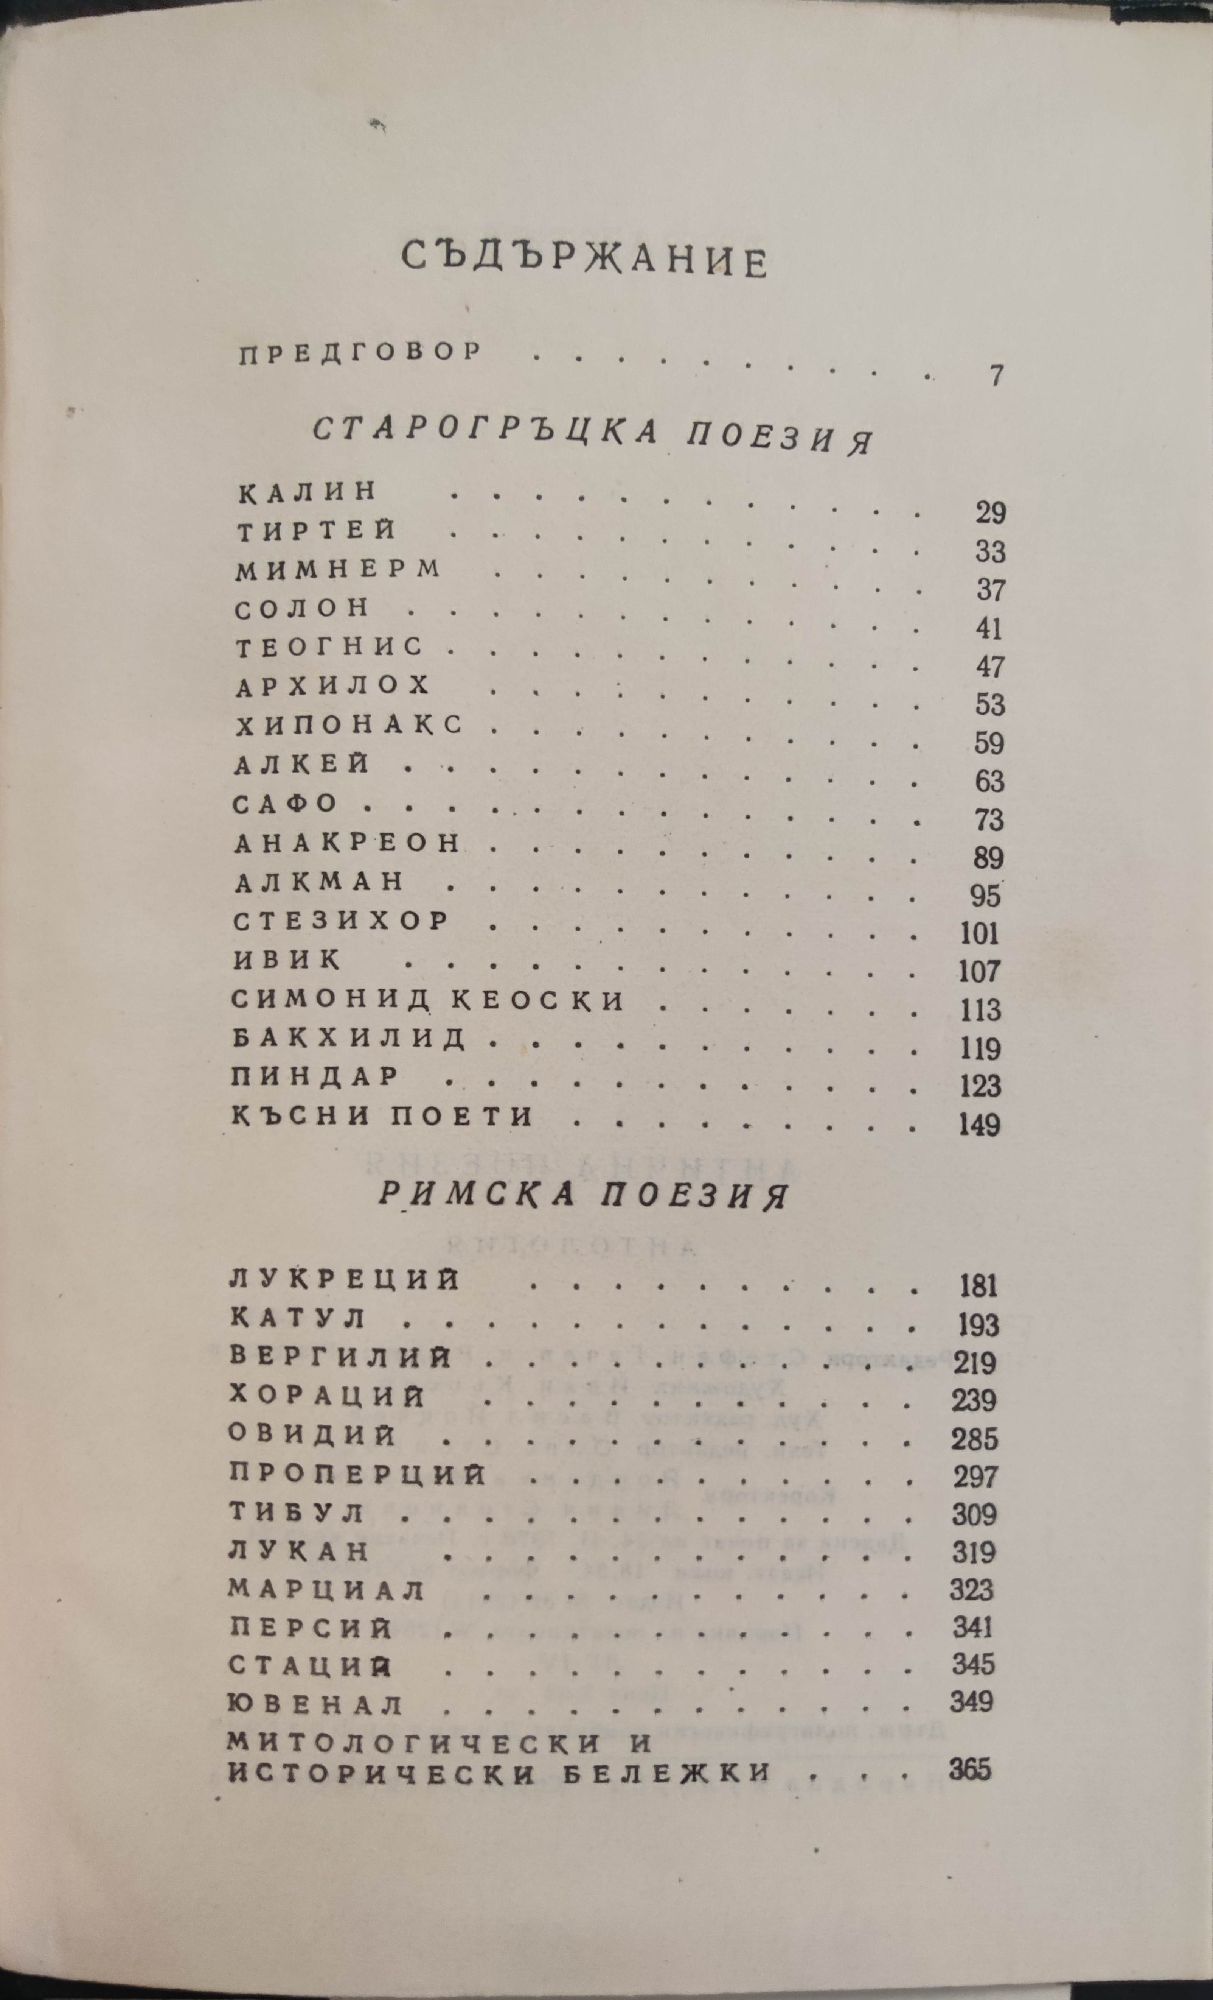 СЪДЪРЖАНИЕ
ПРЕДГОВОР . . . . . . . . . . 7
СТАРОГРЪЦКА ПОЕЗИЯ
КАЛИН . . . . . . . . . . . . 29
ТИРТЕЙ . . . . . . . . . . . . 33
МИМНЕРМ . . . . . . . . . . . 37
СОЛОН . . . . . . . . . . . . . 41
ТЕОГНИС . . . . . . . . . . . . 47
АРХИЛОХ . . . . . . . . . . . 53
ХИПОНАКС . . . . . . . . . . . 59
АЛКЕЙ . . . . . . . . . . . . . 63
САФО . . . . . . . . . . . . . . 73
АНАКРЕОН . . . . . . . . . . . 89
АЛКМАН . . . . . . . . . . . . 95
СТЕЗИХОР . . . . . . . . . . . 101
ИВИК . . . . . . . . . . . . . 107
СИМОНИД КЕОСКИ . . . . . . . 113
БАКХИЛИД . . . . . . . . . . . 119
ПИНДАР . . . . . . . . . . . . 123
КЪСНИ ПОЕТИ . . . . . . . . . 149
РИМСКА ПОЕЗИЯ
ЛУКРЕЦИЙ . . . . . . . . . . 181
КАТУЛ . . . . . . . . . . . . . 193
ВЕРГИЛИЙ . . . . . . . . . . . 219
ХОРАЦИЙ . . . . . . . . . . . 239
ОВИДИЙ . . . . . . . . . . . . 285
ПРОПЕРЦИЙ . . . . . . . . . . 297
ТИБУЛ . . . . . . . . . . . . . 309
ЛУКАН . . . . . . . . . . . . 319
МАРЦИАЛ . . . . . . . . . . . 323
ПЕРСИЙ . . . . . . . . . . . . 341
СТАЦИЙ . . . . . . . . . . . . 345
ЮВЕНАЛ . . . . . . . . . . . . 349
МИТОЛОГИЧЕСКИ И
ИСТОРИЧЕСКИ БЕЛЕЖКИ . . . 365